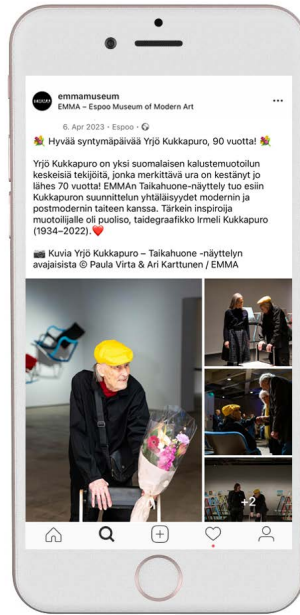 EMMA
emmamuseum
EMMA – Espoo Museum of Modern Art
6. Apr 2023 · Espoo ·
💐 Hyvää syntymäpäivää Yrjö Kukkapuro, 90 vuotta! 💐
Yrjö Kukkapuro on yksi suomalaisen kalustemuotoilun
keskeisiä tekijöitä, jonka merkittävä ura on kestänyt jo
lähes 70 vuotta! EMMAn Taikahuone-näyttely tuo esiin
Kukkapuron suunnittelun yhtäläisyydet modernin ja
postmodernin taiteen kanssa. Tärkein inspiroija
muotoilijalle oli puoliso, taidegraafikko Irmeli Kukkapuro
(1934–2022).❤️
📷 Kuvia Yrjö Kukkapuro – Taikahuone -näyttelyn
avajaisista © Paula Virta & Ari Karttunen / EMMA
+2